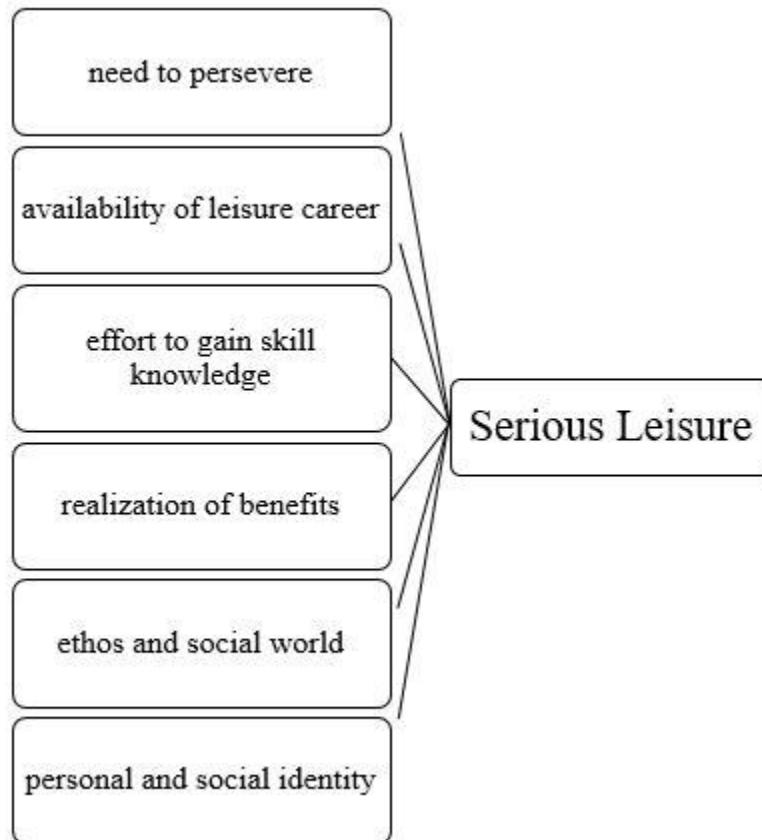 need to persevere
availability of leisure career
effort to gain skill
knowledge
realization of benefits
ethos and social world
personal and social identity
Serious Leisure